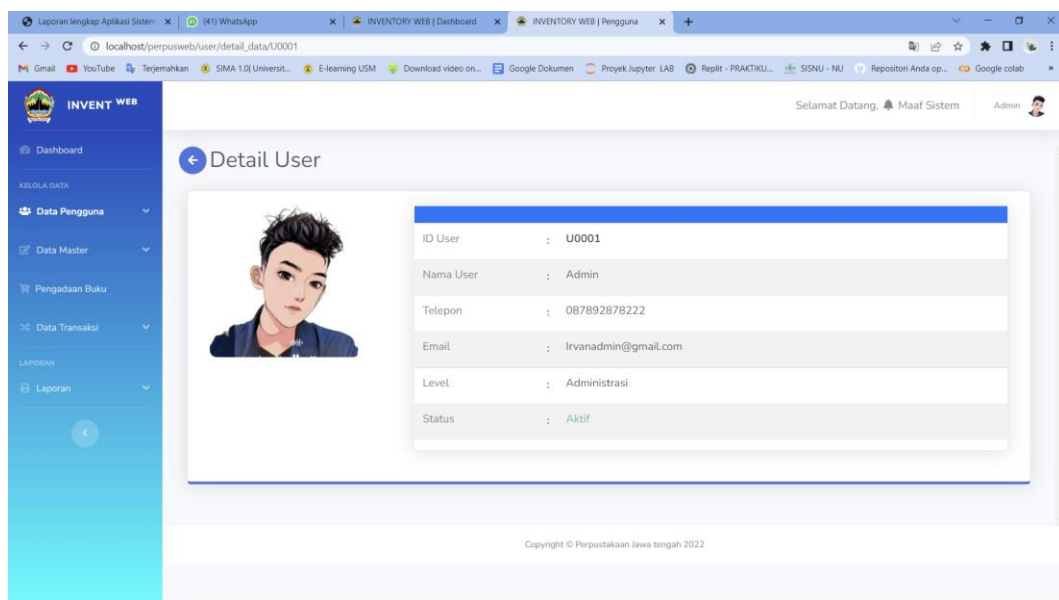 Laporan lengkap Aplikasi Sistem
(41) WhatsApp
INVENTORY WEB | Dashboard
INVENTORY WEB | Pengguna
localhost/perpusweb/user/detail_data/U0001
Gmail
YouTube
Terjemahkan
SIMA 1.0| Universit...
E-learning USM
Download video on...
Google Dokumen
Proyek Jupyter LAB
Replit - PRAKTIKU...
SISNU - NU
Repositori Anda op...
Google colab
INVENT WEB
Selamat Datang, Maaf Sistem
Admin
Dashboard
KELOLA DATA
Data Pengguna
Data Master
Pengadaan Buku
Data Transaksi
LAPORAN
Laporan
Detail User
ID User : U0001
Nama User : Admin
Telepon : 087892878222
Email : Irvanadmin@gmail.com
Level : Administrasi
Status : Aktif
Copyright © Perpustakaan Jawa tengah 2022